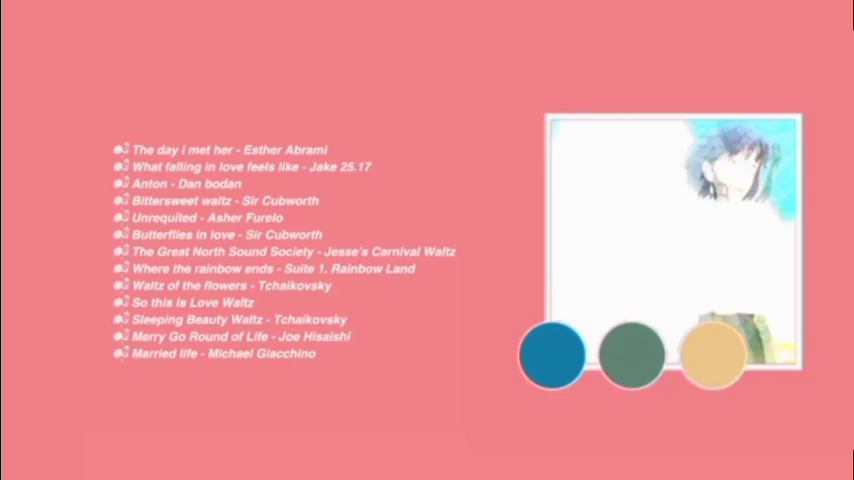 The day i met her - Esther Abrami
What falling in love feels like - Jake 25.17
Anton - Dan bodan
Bittersweet waltz - Sir Cubworth
Unrequited - Asher Furelo
Butterflies in love - Sir Cubworth
The Great North Sound Society - Jesse's Carnival Waltz
Where the rainbow ends - Suite 1. Rainbow Land
Waltz of the flowers - Tchaikovsky
So this is Love Waltz
Sleeping Beauty Waltz - Tchaikovsky
Merry Go Round of Life - Joe Hisaishi
Married life - Michael Giacchino